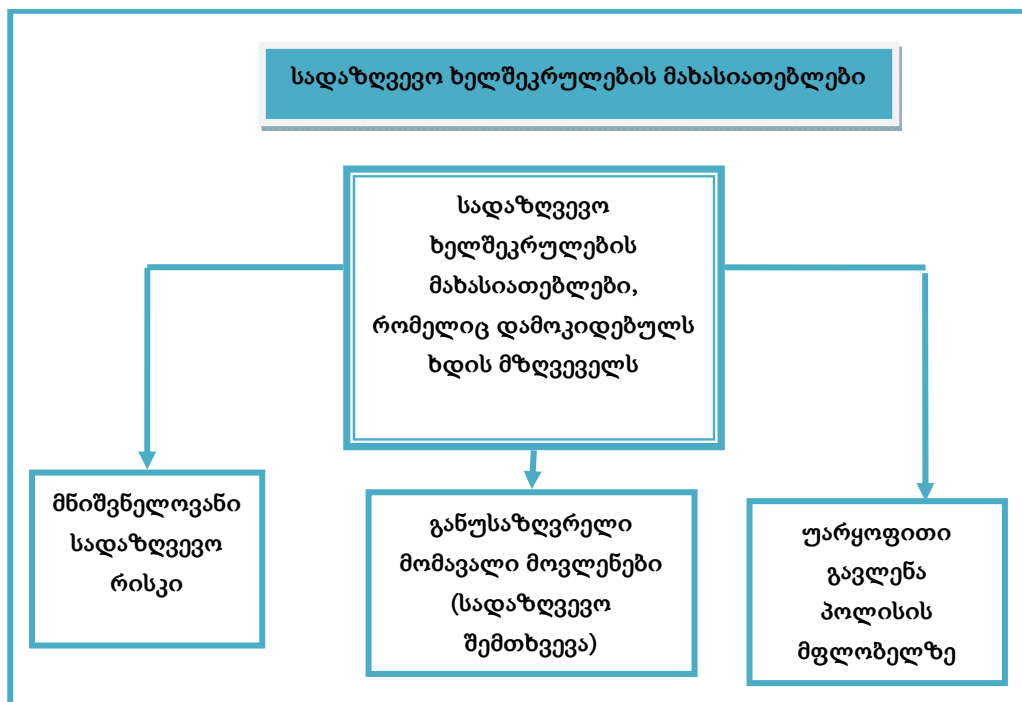 სადაზღვევო ხელშეკრულების მახასიათებლები
სადაზღვევო
ხელშეკრულების
მახასიათებლები,
რომელიც დამოკიდებულს
ხდის მზღვეველს
მნიშვნელოვანი
სადაზღვევო
რისკი
განუსაზღვრელი
მომავალი მოვლენები
(სადაზღვევო
შემთხვევა)
უარყოფითი
გავლენა
პოლისის
მფლობელზე